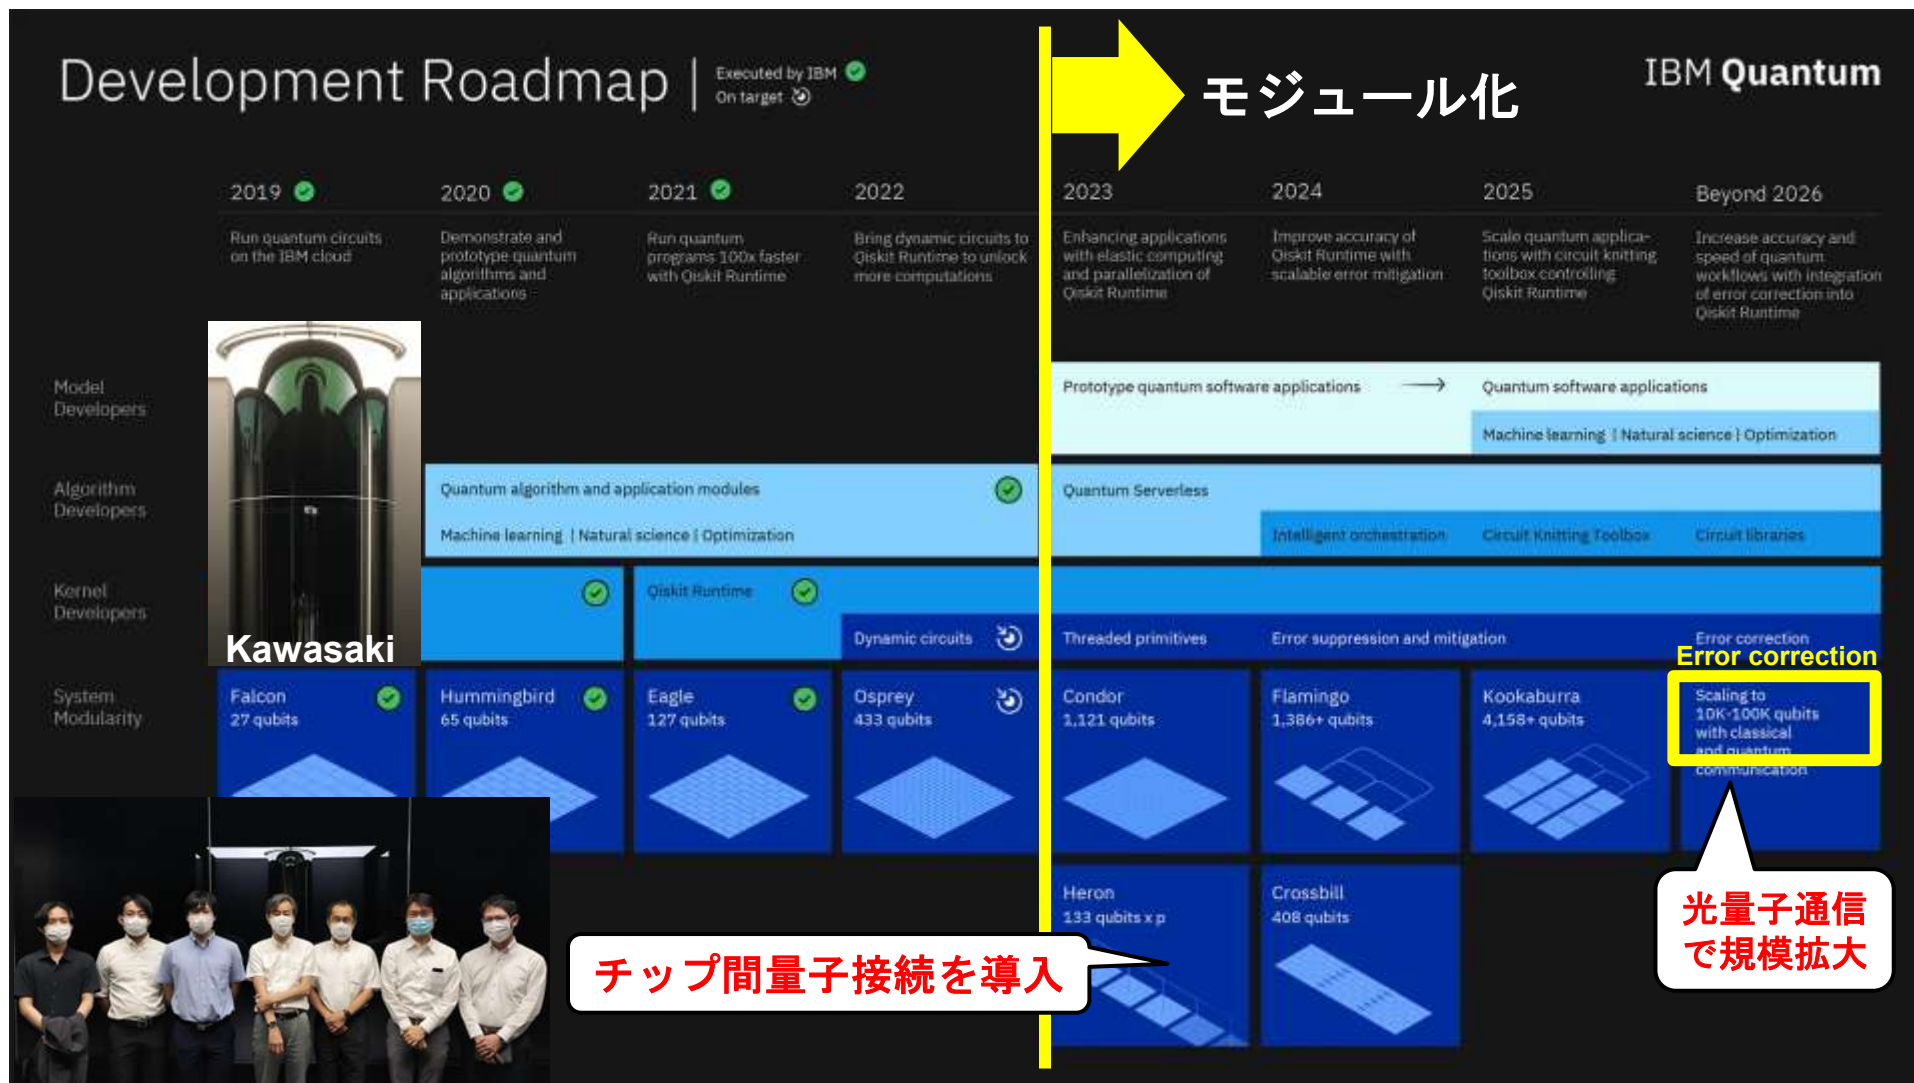 Development Roadmap
Executed by IBM
On target
モジュール化
IBM Quantum
2019
2020
2021
2022
2023
2024
2025
Beyond 2026
Run quantum circuits
on the IBM cloud
Demonstrate and
prototype quantum
algorithms and
applications
Run quantum
programs 100x faster
with Qiskit Runtime
Bring dynamic circuits to
Qiskit Runtime to unlock
more computations
Enhancing applications
with elastic computing
and parallelization of
Qiskit Runtime
Improve accuracy of
Qiskit Runtime with
scalable error mitigation
Scale quantum applica-
tions with circuit knitting
toolbox controlling
Qiskit Runtime
Increase accuracy and
speed of quantum
workflows with integration
of error correction into
Qiskit Runtime
Model
Developers
Prototype quantum software applications
Quantum software applications
Machine learning | Natural science | Optimization
Algorithm
Developers
Quantum algorithm and application modules
Machine learning | Natural science | Optimization
Quantum Serverless
Intelligent orchestration
Circuit Knitting Toolbox
Circuit libraries
Kernel
Developers
Kawasaki
Qiskit Runtime
Dynamic circuits
Threaded primitives
Error suppression and mitigation
Error correction
Error correction
System
Modularity
Falcon
27 qubits
Hummingbird
65 qubits
Eagle
127 qubits
Osprey
433 qubits
Condor
1,121 qubits
Flamingo
1,386+ qubits
Kookaburra
4,158+ qubits
Scaling to
10K-100K qubits
with classical
and quantum
communication
Heron
133 qubits x p
Crossbill
408 qubits
チップ間量子接続を導入
光量子通信
で規模拡大